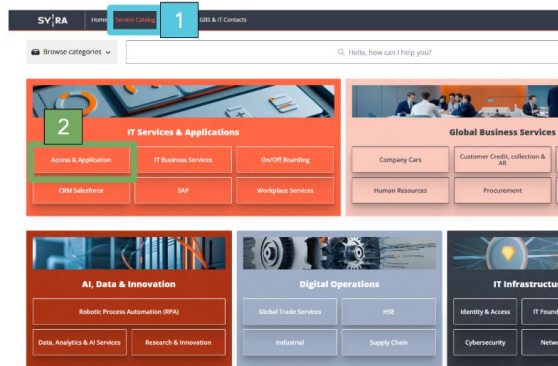 SY¦RA Home Service Catalog 1 GBS & IT Contacts
Browse categories
Hello, how can I help you?
2
IT Services & Applications
Access & Application
IT Business Services
On/Off Boarding
CRM Salesforce
SAP
Workplace Services
Global Business Services
Company Cars
Customer Credit, collection &
AR
Human Resources
Procurement
AI, Data & Innovation
Robotic Process Automation (RPA)
Data, Analytics & AI Services
Research & Innovation
Digital Operations
Global Trade Services
HSE
Industrial
Supply Chain
IT Infrastructu
Identity & Access
IT Found
Cybersecurity
Netw